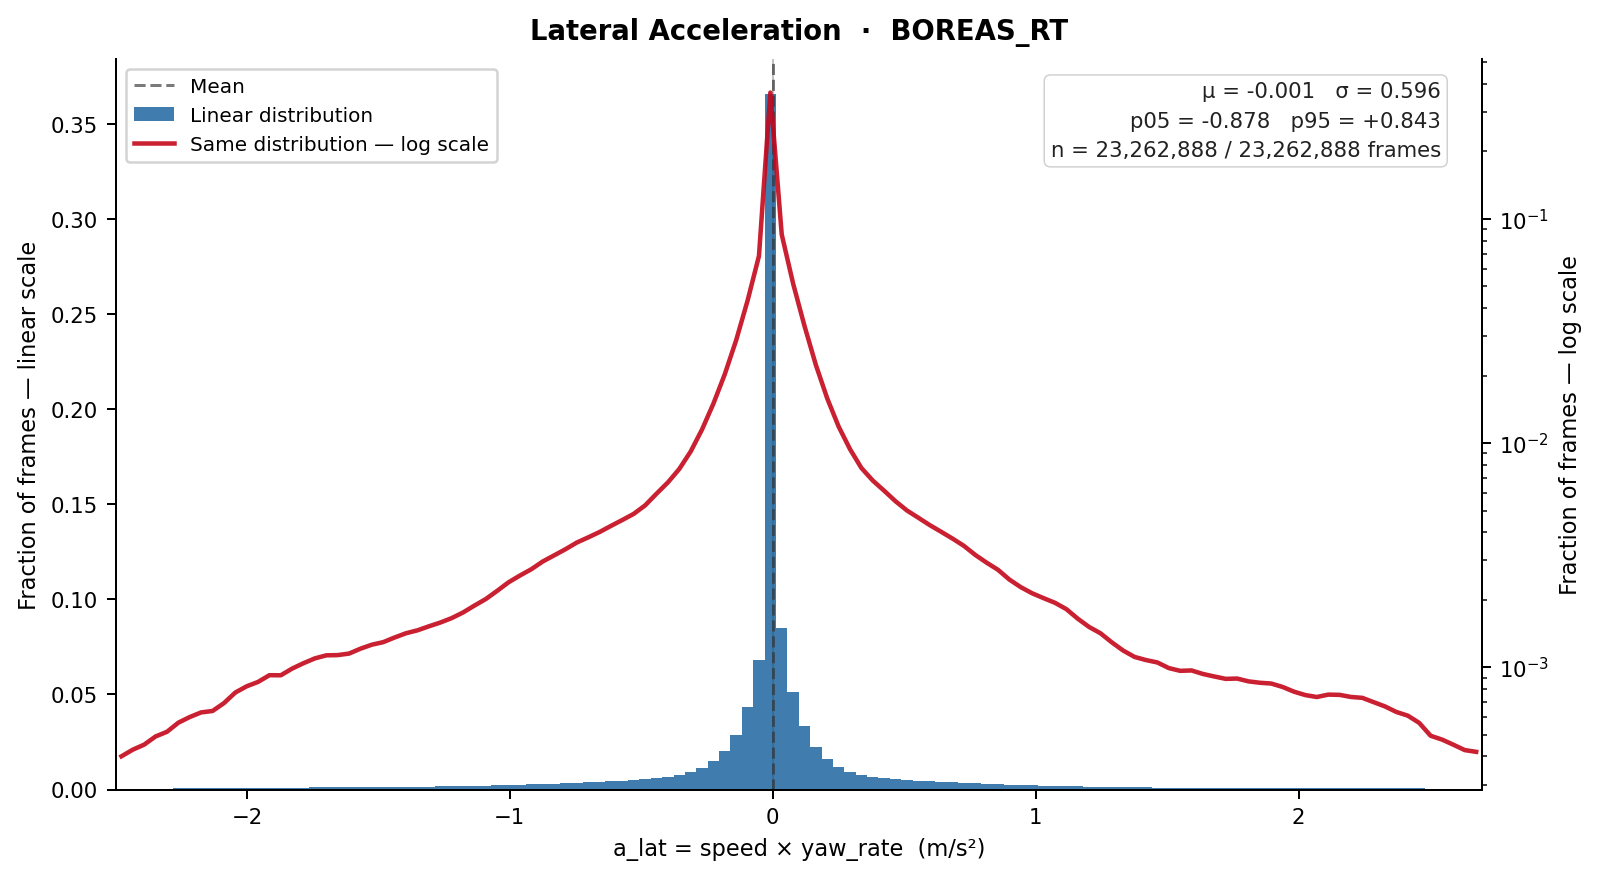 Lateral Acceleration · BOREAS_RT
Mean
Linear distribution
Same distribution — log scale
μ = -0.001 σ = 0.596
p05 = -0.878 p95 = +0.843
n = 23,262,888 / 23,262,888 frames
Fraction of frames — linear scale
0.35
0.30
0.25
0.20
0.15
0.10
0.05
0.00
10⁻¹
10⁻²
10⁻³
Fraction of frames — log scale
−2
−1
0
1
2
a_lat = speed × yaw_rate (m/s²)